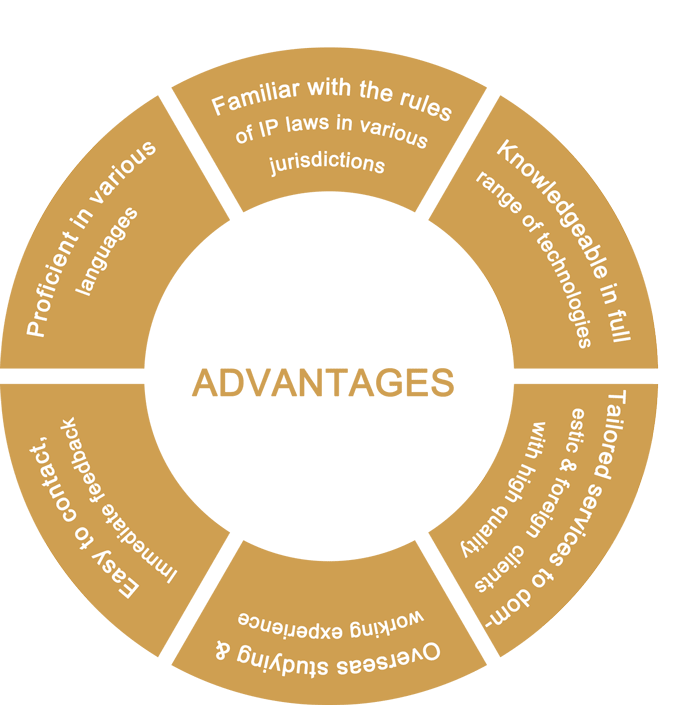 Familiar with the rules
of IP laws in various
jurisdictions
Knowledgeable in full
range of technologies
Tailored services to dom-
estic & foreign clients
with high quality
Overseas studying &
working experience
Easy to contact,
Immediate feedback
Proficient in various
languages
ADVANTAGES